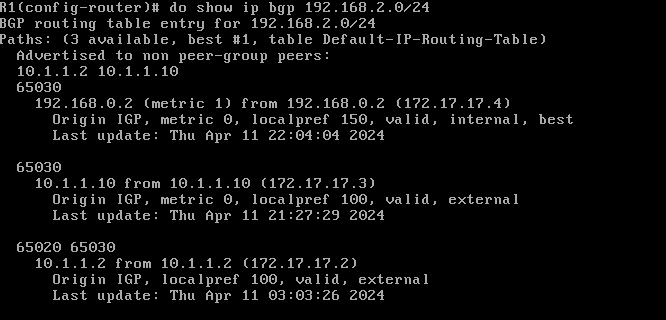 R1(config-router)# do show ip bgp 192.168.2.0/24
BGP routing table entry for 192.168.2.0/24
Paths: (3 available, best #1, table Default-IP-Routing-Table)
  Advertised to non peer-group peers:
  10.1.1.2 10.1.1.10
  65030
    192.168.0.2 (metric 1) from 192.168.0.2 (172.17.17.4)
      Origin IGP, metric 0, localpref 150, valid, internal, best
      Last update: Thu Apr 11 22:04:04 2024

  65030
    10.1.1.10 from 10.1.1.10 (172.17.17.3)
      Origin IGP, metric 0, localpref 100, valid, external
      Last update: Thu Apr 11 21:27:29 2024

  65020 65030
    10.1.1.2 from 10.1.1.2 (172.17.17.2)
      Origin IGP, localpref 100, valid, external
      Last update: Thu Apr 11 03:03:26 2024